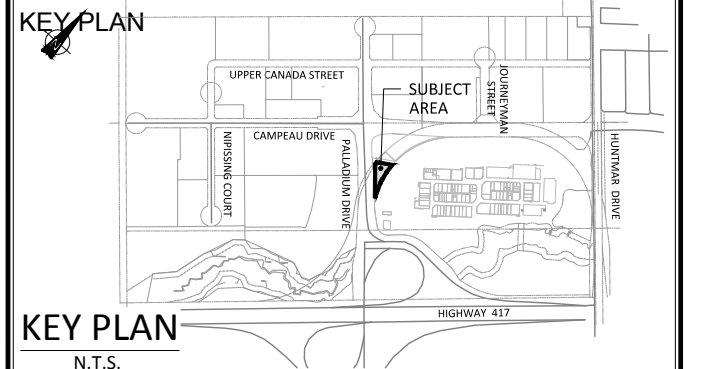 KEY PLAN
UPPER CANADA STREET
SUBJECT
AREA
JOURNEYMAN
STREET
CAMPEAU DRIVE
NIPISSING COURT
PALLADIUM DRIVE
HUNTMAR DRIVE
HIGHWAY 417
KEY PLAN
N.T.S.